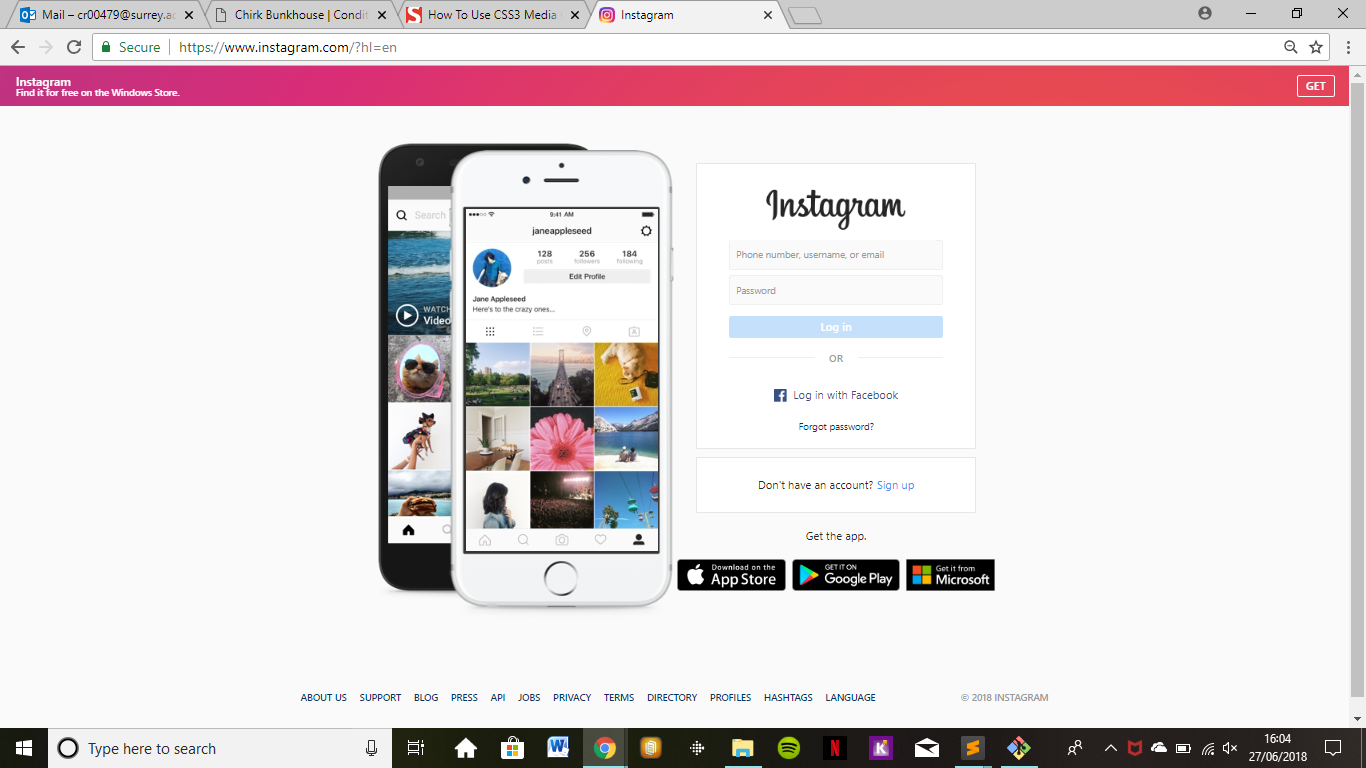 Mail – cr00479@surrey.ac
Chirk Bunkhouse | Condit
How To Use CSS3 Media
Instagram
Secure
https://www.instagram.com/?hl=en
Instagram
Find it for free on the Windows Store.
GET
Search
WATCH
Video
9:41 AM
janeappleseed
128 posts
256 followers
184 following
Edit Profile
Jane Appleseed
Here's to the crazy ones...
Instagram
Phone number, username, or email
Password
Log in
OR
Log in with Facebook
Forgot password?
Don't have an account? Sign up
Get the app.
Download on the
App Store
GET IT ON
Google Play
Get it from
Microsoft
ABOUT US SUPPORT BLOG PRESS API JOBS PRIVACY TERMS DIRECTORY PROFILES HASHTAGS LANGUAGE © 2018 INSTAGRAM
Type here to search
16:04
27/06/2018